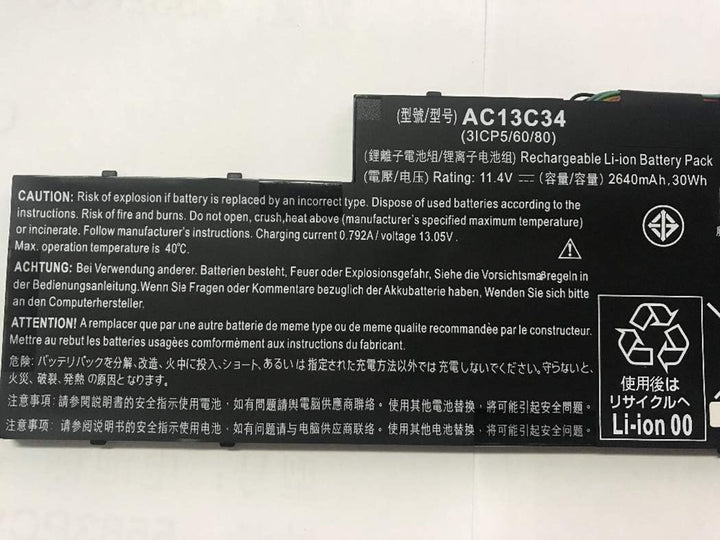 (型號/型号) AC13C34
(3ICP5/60/80)
(鋰離子電池組/锂离子电池组) Rechargeable Li-ion Battery Pack
(電壓/电压) Rating: 11.4V⎓ (容量/容量) 2640mAh, 30Wh
CAUTION: Risk of explosion if battery is replaced by an incorrect type. Dispose of used batteries according to the
instructions. Risk of fire and burns. Do not open, crush,heat above (manufacturer's specified maximum temperature)
or incinerate. Follow manufacturer's instructions. Charging current 0.792A / voltage 13.05V .
Max. operation temperature is 40℃.
ACHTUNG: Bei Verwendung anderer. Batterien besteht, Feuer oder Explosionsgefahr, Siehe die Vorsichtsmaβregeln in
der Bedienungsanleitung.Wenn Sie Fragen oder Kommentare bezuglich der Akkubatterie haben, Wenden Sie sich bitte
an den Computerhersteller.
ATTENTION! A remplacer que par une autre batterie de meme type ou de meme qualite recommandée par le constructeur.
Mettre au rebut les batteries usagées conformément aux instructions du fabricant.
危険: バッテリパックを分解、改造、火中に投入、ショート、あるいは 指定された充電方法以外では 充電しないでください。守らないと、
火災、破裂、発熱 の原因となります。
注意事項: 請參閱説明書的安全指示使用電池, 如有問題請與電腦供應商聯絡。使用其他電池替換, 將可能引起安全問題。
注意事项: 请参阅说明书的安全指示使用电池, 如有问题请与电脑供应商联络。使用其他电池替换, 将可能引起安全问题。
使用後は
リサイクルへ
Li-ion 00